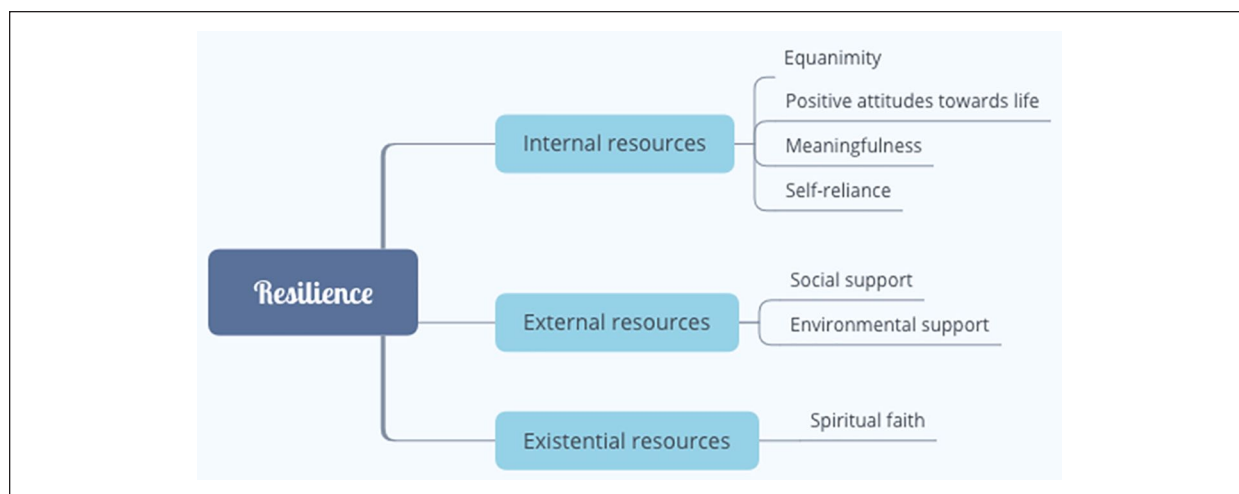 Resilience
Internal resources
Equanimity
Positive attitudes towards life
Meaningfulness
Self-reliance
External resources
Social support
Environmental support
Existential resources
Spiritual faith